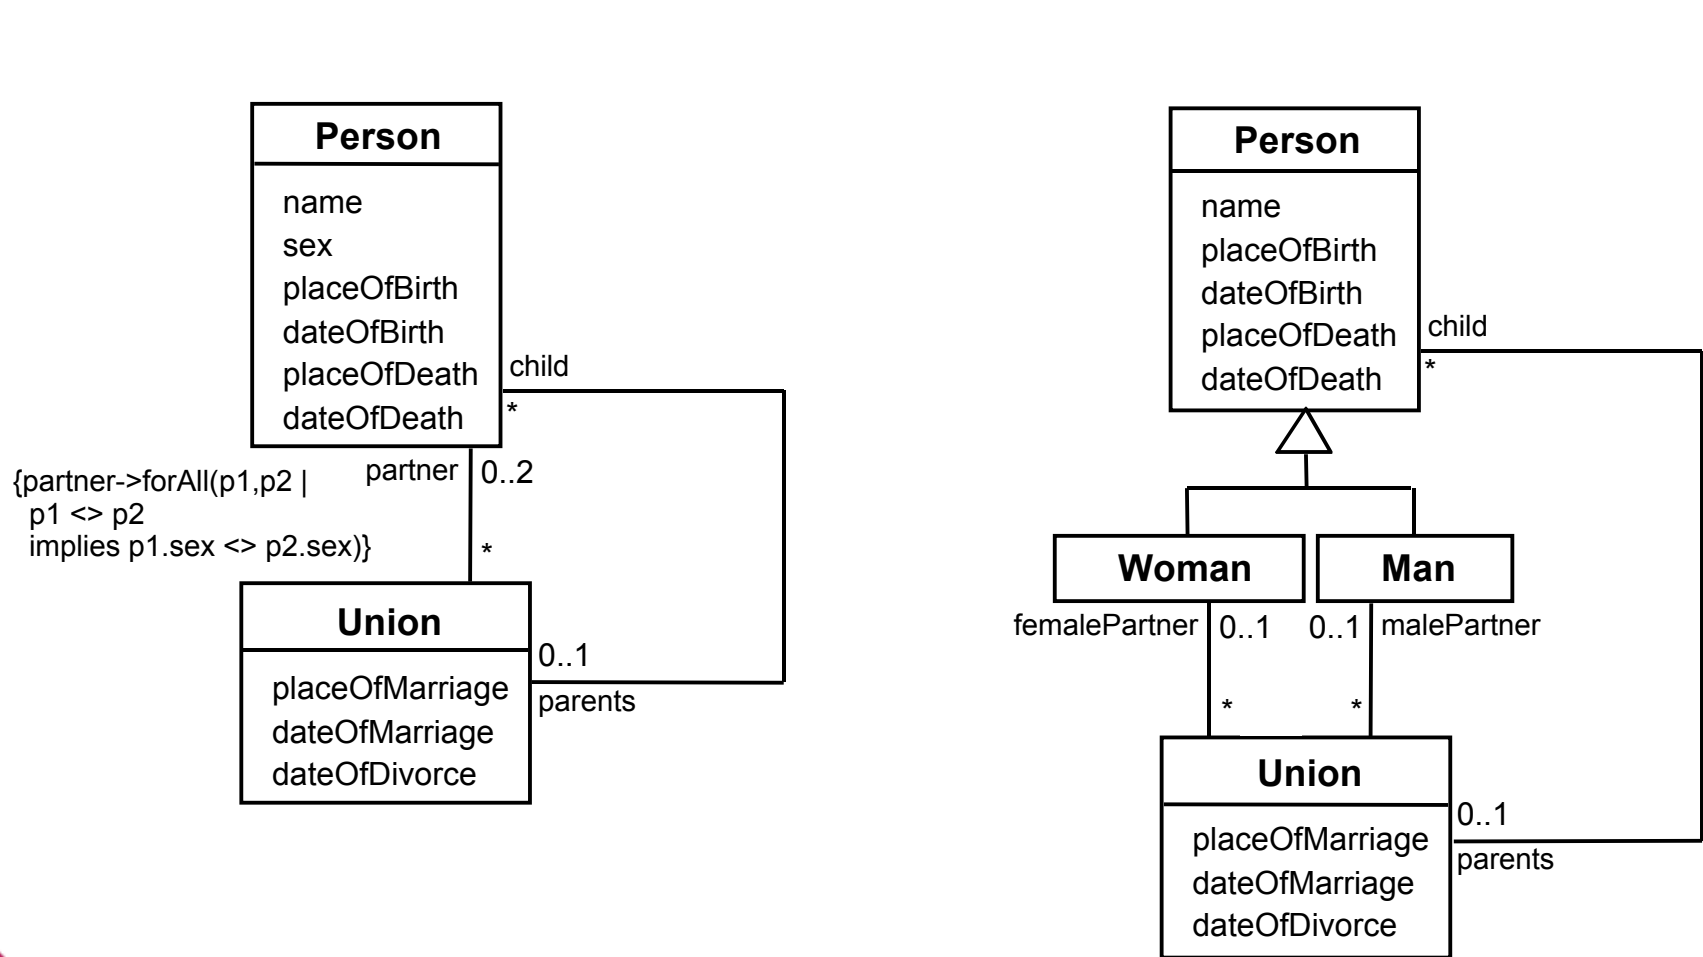 Person
name
sex
placeOfBirth
dateOfBirth
placeOfDeath
dateOfDeath
child
*
{partner->forAll(p1,p2 |
p1 <> p2
implies p1.sex <> p2.sex)}
partner
0..2
*
Union
placeOfMarriage
dateOfMarriage
dateOfDivorce
0..1
parents
Person
name
placeOfBirth
dateOfBirth
placeOfDeath
dateOfDeath
child
*
Woman
Man
femalePartner
0..1
0..1
malePartner
*
*
Union
placeOfMarriage
dateOfMarriage
dateOfDivorce
0..1
parents